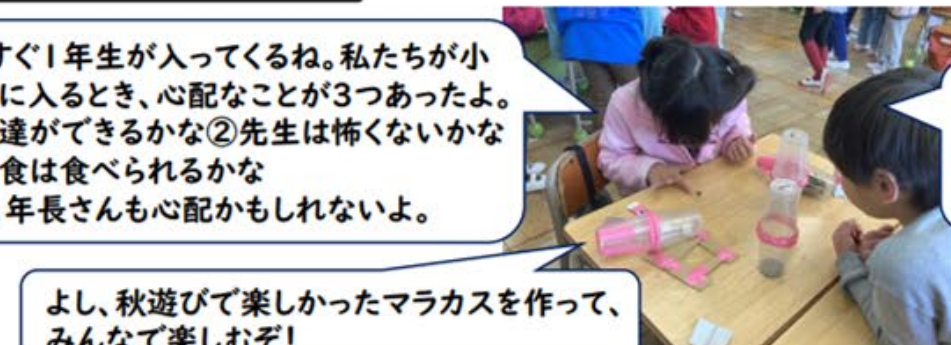 すぐ1年生が入ってくるね。私たちが小
に入るとき、心配なことが3つあったよ。
達ができるかな②先生は怖くないかな
食は食べられるかな
年長さんも心配かもしれないよ。
よし、秋遊びで楽しかったマラカスを作って、
みんなで楽しむぞ!